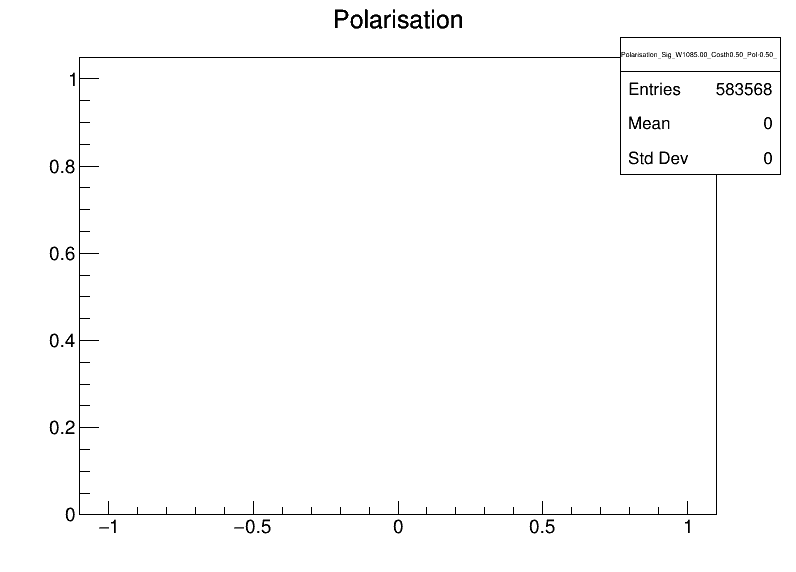 Polarisation
Polarisation_Sig_W1085.00_Costh0.50_Pol-0.50_
Entries 583568
Mean 0
Std Dev 0
1
0.8
0.6
0.4
0.2
0
−1 −0.5 0 0.5 1